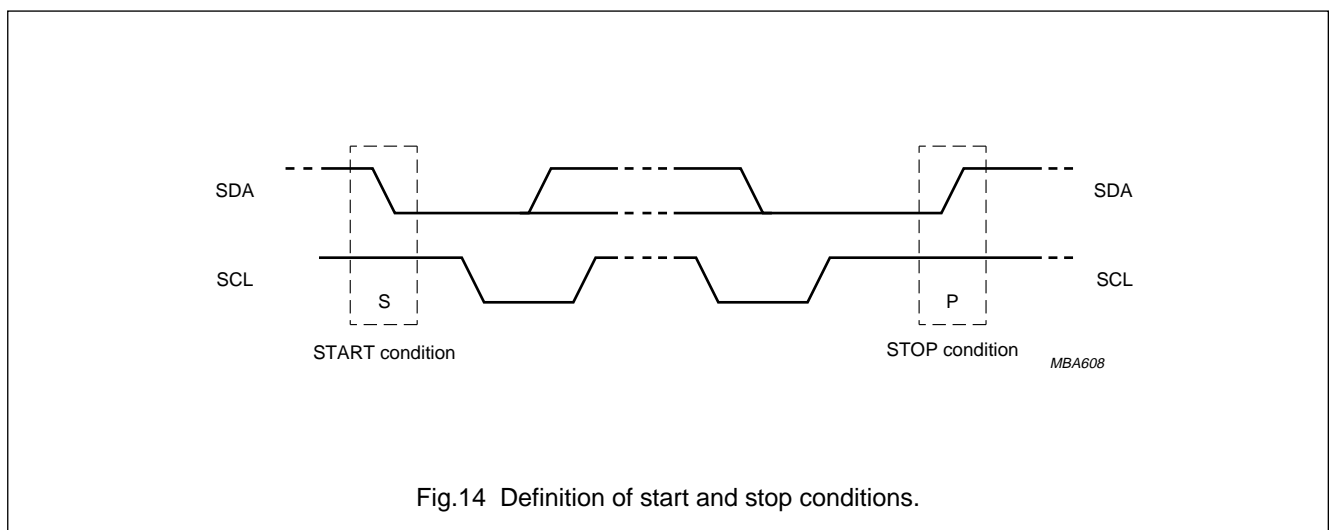 SDA
SDA
SCL
SCL
S
P
START condition
STOP condition
MBA608
Fig.14 Definition of start and stop conditions.